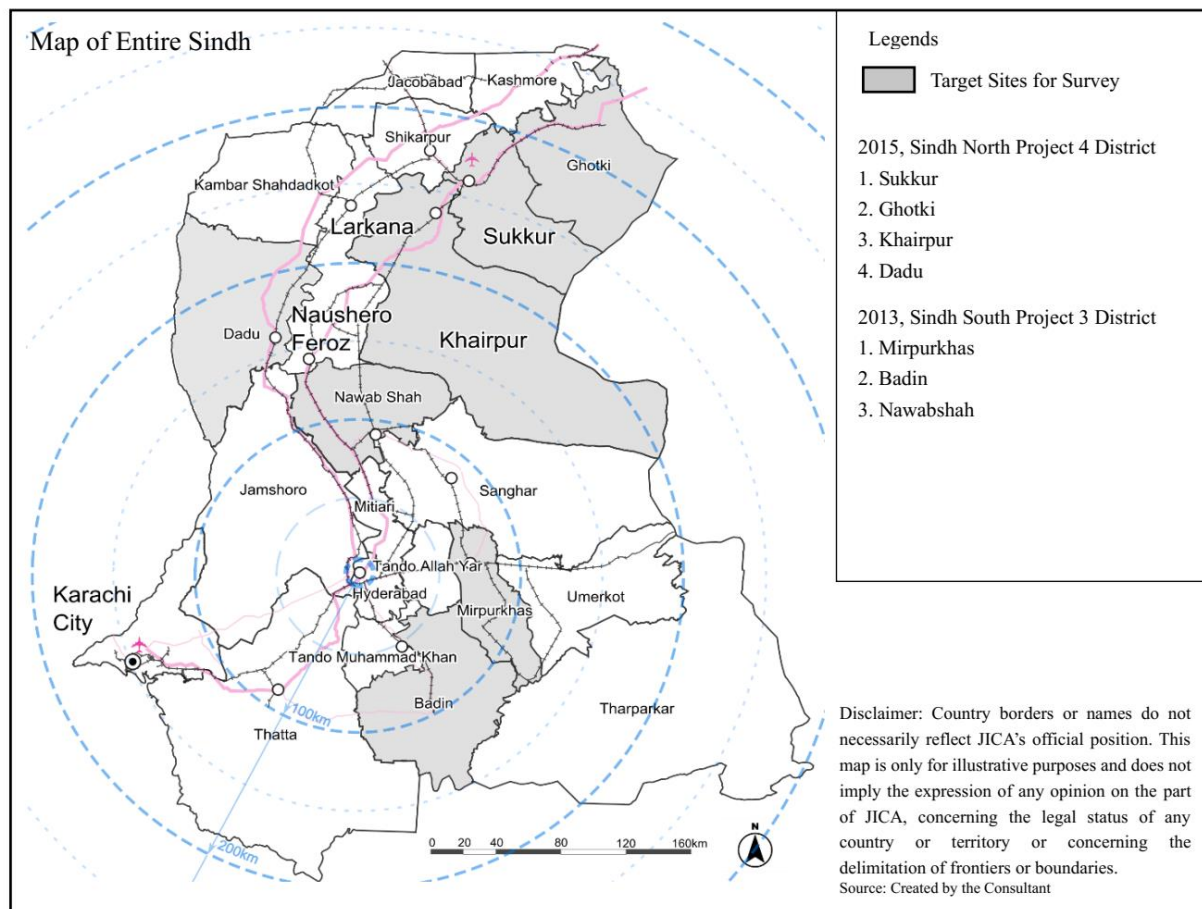 Map of Entire Sindh
Jacobabad
Kashmore
Shikarpur
Ghotki
Kambar Shahdadkot
Larkana
Sukkur
Dadu
Naushero
Feroz
Khairpur
Nawab Shah
Jamshoro
Sanghar
Mitiari
Tando Allah Yar
Hyderabad
Mirpurkhas
Umerkot
Karachi
City
Tando Muhammad Khan
Badin
Tharparkar
100km
Thatta
200km
0 20 40 80 120 160km
N
Legends
Target Sites for Survey
2015, Sindh North Project 4 District
1. Sukkur
2. Ghotki
3. Khairpur
4. Dadu
2013, Sindh South Project 3 District
1. Mirpurkhas
2. Badin
3. Nawabshah
Disclaimer: Country borders or names do not
necessarily reflect JICA's official position. This
map is only for illustrative purposes and does not
imply the expression of any opinion on the part
of JICA, concerning the legal status of any
country or territory or concerning the
delimitation of frontiers or boundaries.
Source: Created by the Consultant